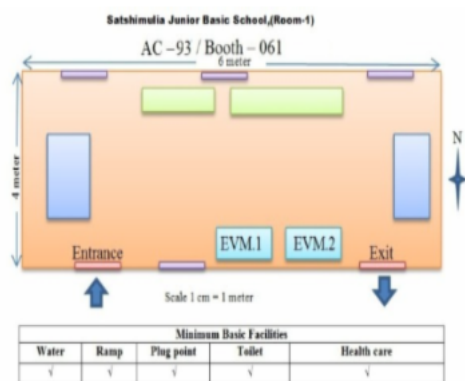 Satshimulia Junior Basic School,(Room-1)
AC –93 / Booth – 061
6 meter
4 meter
N
EVM.1 EVM.2
Entrance Exit
Scale 1 cm = 1 meter
Minimum Basic Facilities
Water Ramp Plug point Toilet Health care
√ √ √ √ √